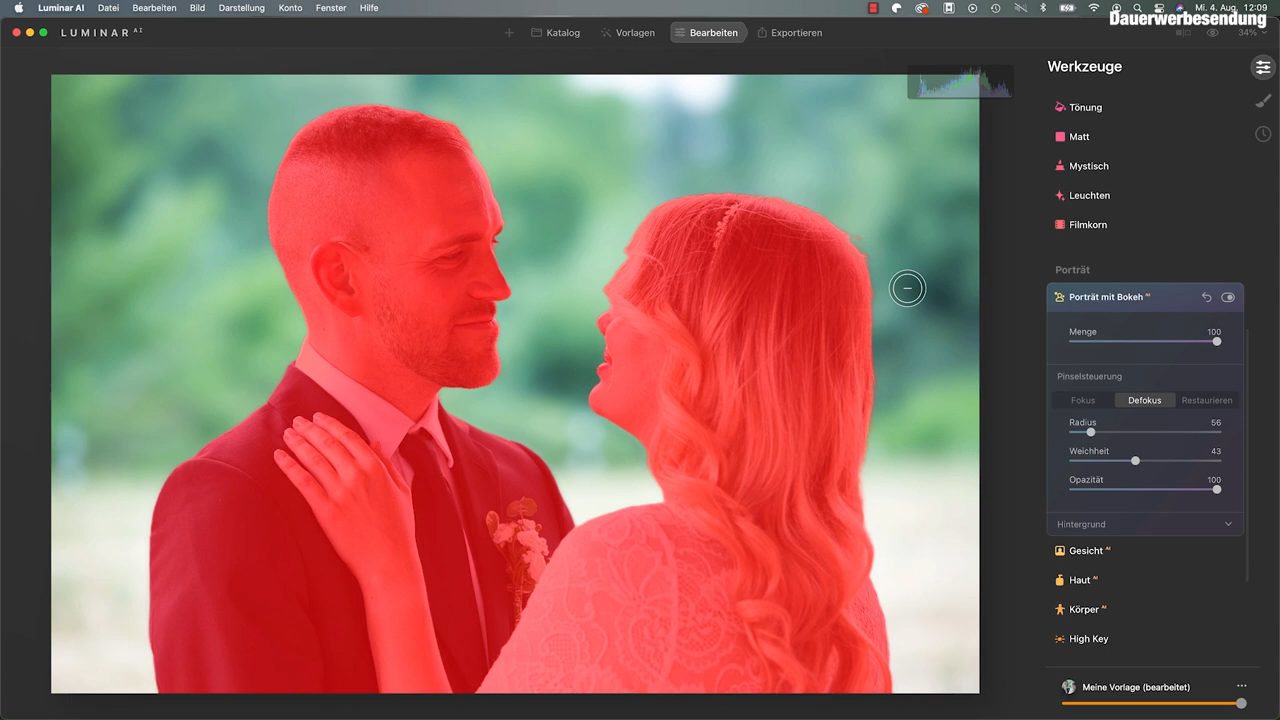 Luminar AI Datei Bearbeiten Bild Darstellung Konto Fenster Hilfe Mi. 4. Aug. 12:09
Dauerwerbesendung
LUMINAR AI Katalog Vorlagen Bearbeiten Exportieren 34%
Werkzeuge
Tönung
Matt
Mystisch
Leuchten
Filmkorn
Porträt
Porträt mit Bokeh AI
Menge 100
Pinselsteuerung
Fokus Defokus Restaurieren
Radius 56
Weichheit 43
Opazität 100
Hintergrund
Gesicht AI
Haut AI
Körper AI
High Key
Meine Vorlage (bearbeitet)